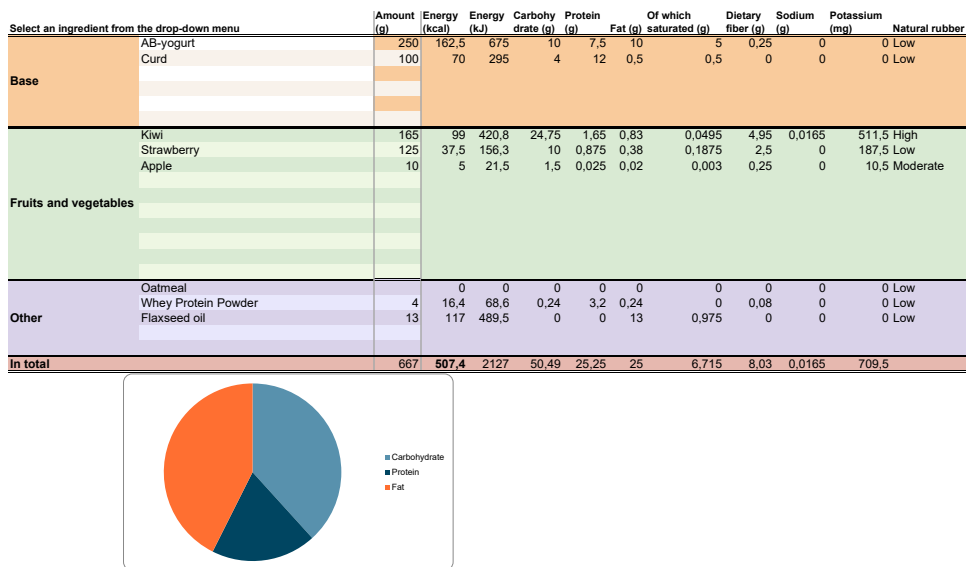 Select an ingredient from the drop-down menu Amount (g) Energy (kcal) Energy (kJ) Carbohy drate (g) Protein (g) Fat (g) Of which saturated (g) Dietary fiber (g) Sodium (g) Potassium (mg) Natural rubber
AB-yogurt 250 162,5 675 10 7,5 10 5 0,25 0 0 Low
Curd 100 70 295 4 12 0,5 0,5 0 0 0 Low
Base
Kiwi 165 99 420,8 24,75 1,65 0,83 0,0495 4,95 0,0165 511,5 High
Strawberry 125 37,5 156,3 10 0,875 0,38 0,1875 2,5 0 187,5 Low
Apple 10 5 21,5 1,5 0,025 0,02 0,003 0,25 0 10,5 Moderate
Fruits and vegetables
Oatmeal 0 0 0 0 0 0 0 0 0 Low
Whey Protein Powder 4 16,4 68,6 0,24 3,2 0,24 0 0,08 0 0 Low
Other Flaxseed oil 13 117 489,5 0 0 13 0,975 0 0 0 Low
In total 667 507,4 2127 50,49 25,25 25 6,715 8,03 0,0165 709,5
Carbohydrate
Protein
Fat